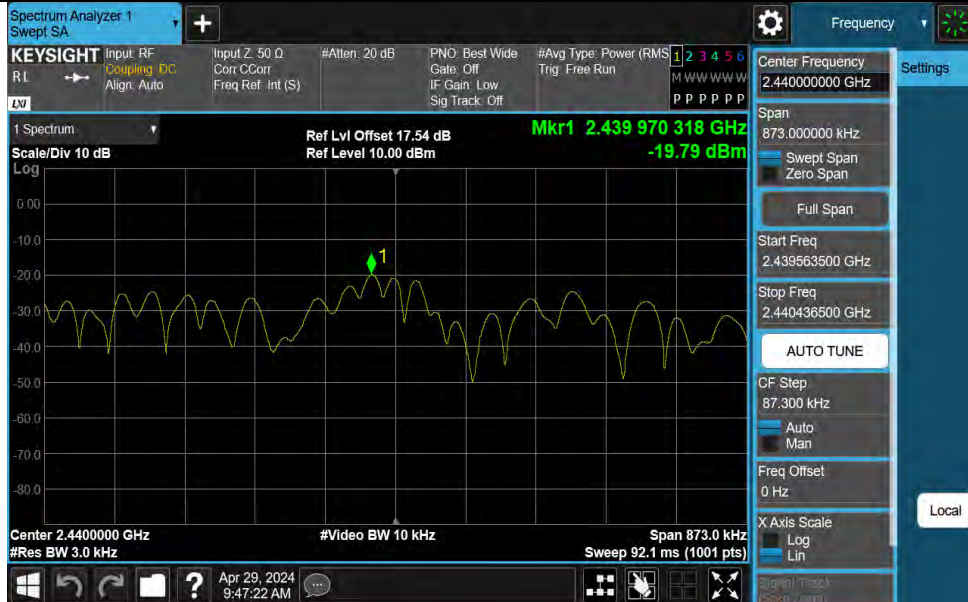 Spectrum Analyzer 1
Swept SA
Frequency
KEYSIGHT
RL
LXI
Input: RF
Coupling: DC
Align: Auto
Input Z: 50 Ω
Corr CCorr
Freq Ref: Int (S)
#Atten: 20 dB
PNO: Best Wide
Gate: Off
IF Gain: Low
Sig Track: Off
#Avg Type: Power (RMS
Trig: Free Run
1 2 3 4 5 6
M W W W W W
P P P P P P
1 Spectrum
Scale/Div 10 dB
Ref Lvl Offset 17.54 dB
Ref Level 10.00 dBm
Mkr1 2.439 970 318 GHz
-19.79 dBm
Log
0.00
-10.0
-20.0
-30.0
-40.0
-50.0
-60.0
-70.0
-80.0
1
Center 2.4400000 GHz
#Res BW 3.0 kHz
#Video BW 10 kHz
Span 873.0 kHz
Sweep 92.1 ms (1001 pts)
Center Frequency
2.440000000 GHz
Settings
Span
873.000000 kHz
Swept Span
Zero Span
Full Span
Start Freq
2.439563500 GHz
Stop Freq
2.440436500 GHz
AUTO TUNE
CF Step
87.300 kHz
Auto
Man
Freq Offset
0 Hz
Local
X Axis Scale
Log
Lin
Signal Track
(Span Zoom)
?
Apr 29, 2024
9:47:22 AM